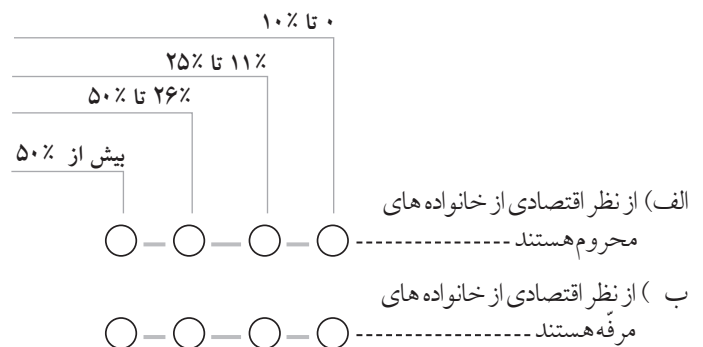 ۰ تا ۱۰٪
۱۱٪ تا ۲۵٪
۲۶٪ تا ۵۰٪
بیش از ۵۰٪
الف) از نظر اقتصادی از خانواده های
محروم هستند
ب ) از نظر اقتصادی از خانواده های
مرفّه هستند